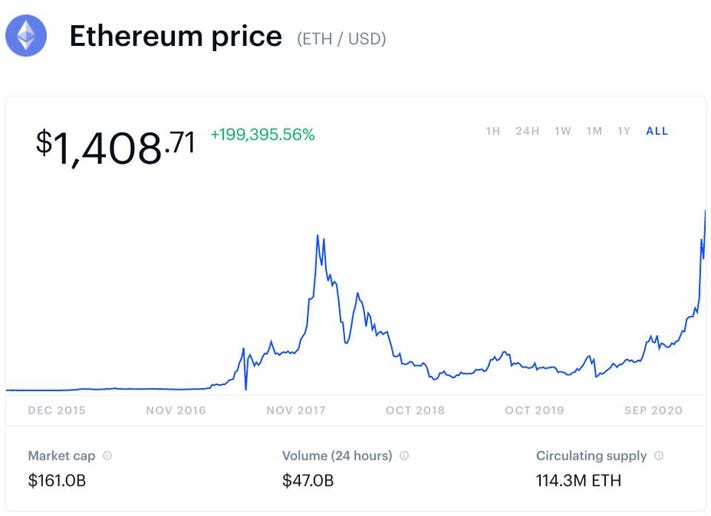 Ethereum price (ETH / USD)
$1,408.71 +199,395.56% 1H 24H 1W 1M 1Y ALL
DEC 2015 NOV 2016 NOV 2017 OCT 2018 OCT 2019 SEP 2020
Market cap Volume (24 hours) Circulating supply
$161.0B $47.0B 114.3M ETH